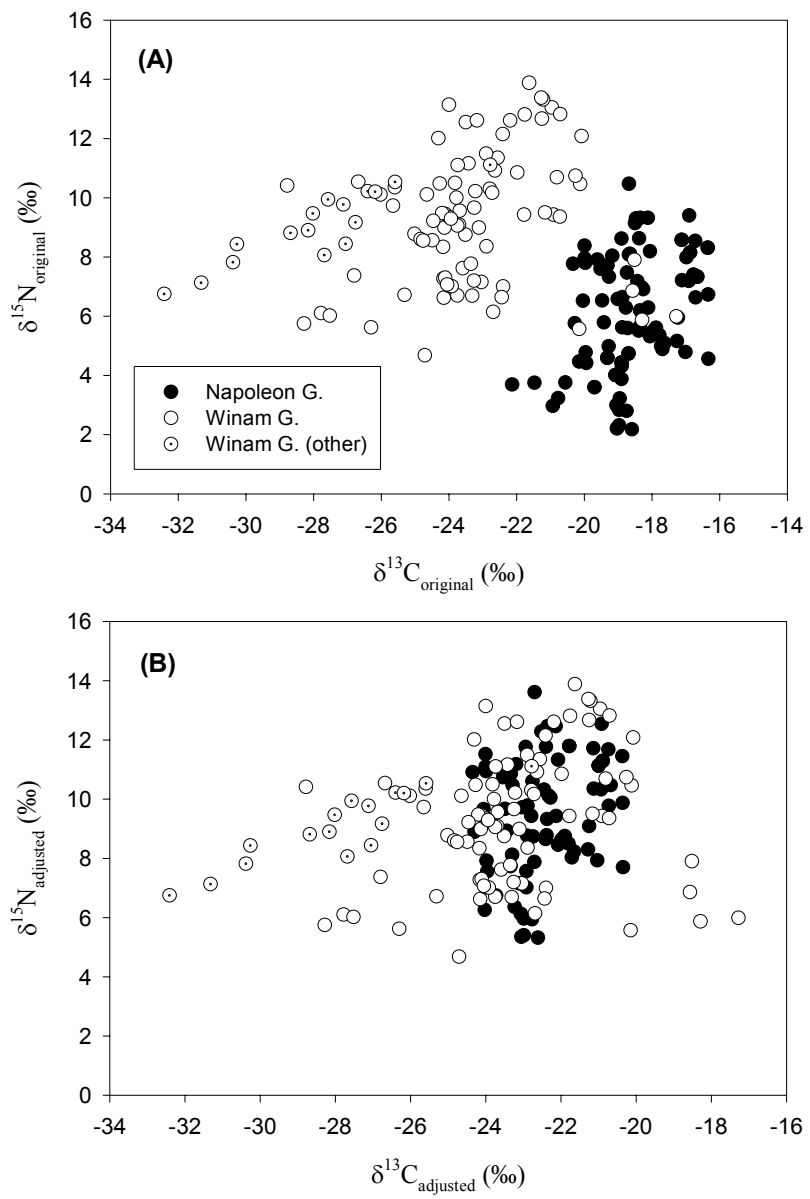 (A)
16
14
12
10
8
6
4
2
0
δ15Noriginal (‰)
Napoleon G.
Winam G.
Winam G. (other)
-34 -32 -30 -28 -26 -24 -22 -20 -18 -16 -14
δ13Coriginal (‰)
(B)
16
14
12
10
8
6
4
2
0
δ15Nadjusted (‰)
-34 -32 -30 -28 -26 -24 -22 -20 -18 -16
δ13Cadjusted (‰)